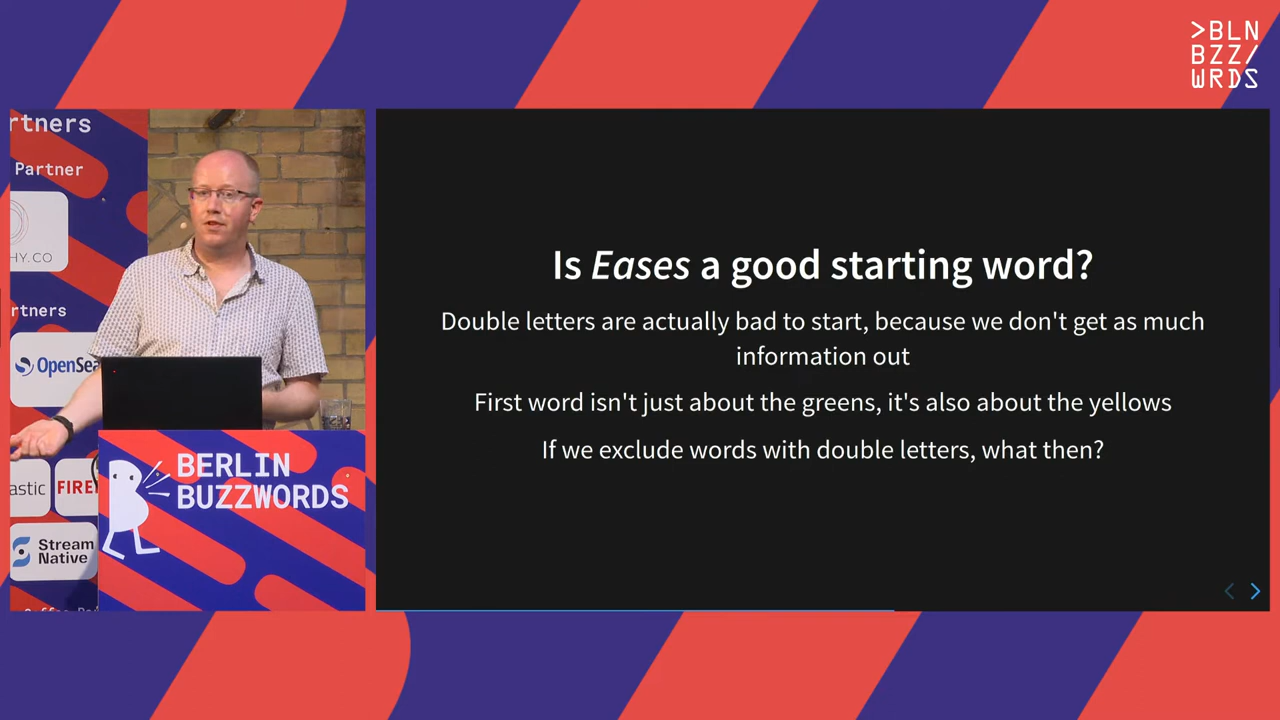 >BLN
BZZ/
WRDS
rtners
Partner
HY.CO
rtners
OpenSea
astic
FIRE
Stream
Native
BERLIN
BUZZWORDS
Is Eases a good starting word?
Double letters are actually bad to start, because we don't get as much
information out
First word isn't just about the greens, it's also about the yellows
If we exclude words with double letters, what then?